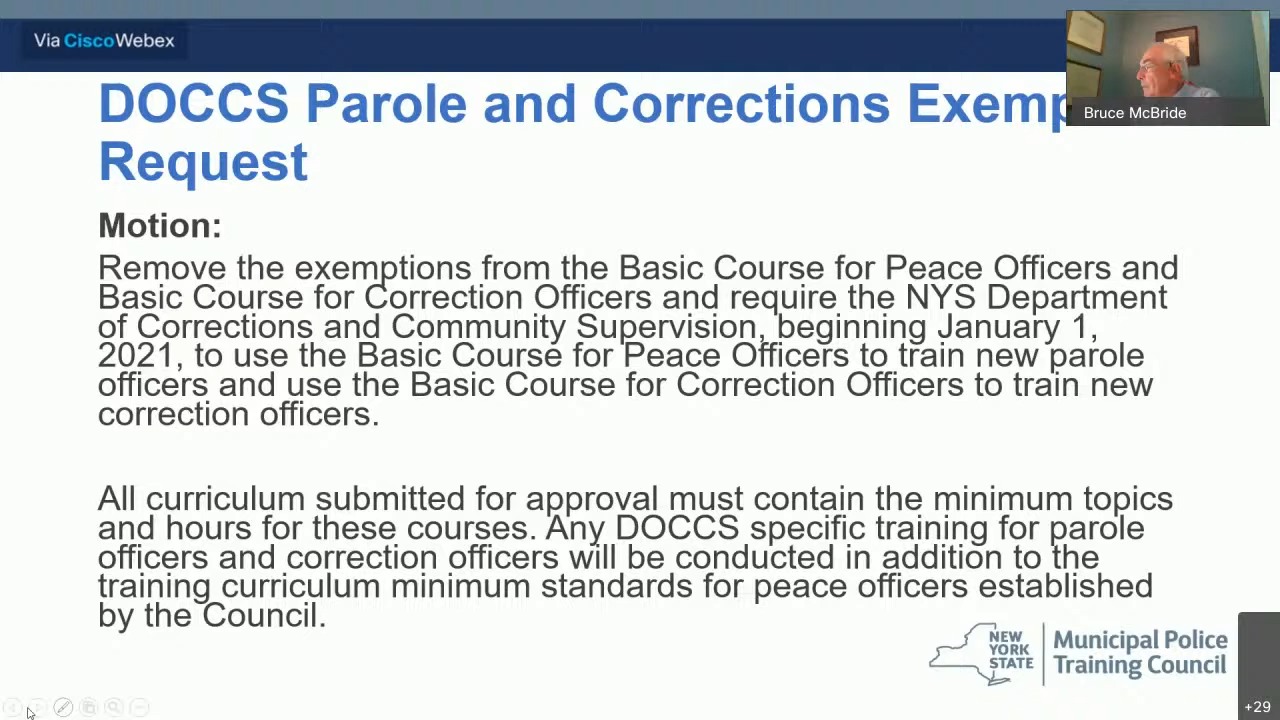 Via Cisco Webex
Bruce McBride
DOCCS Parole and Corrections Exemp
Request
Motion:
Remove the exemptions from the Basic Course for Peace Officers and
Basic Course for Correction Officers and require the NYS Department
of Corrections and Community Supervision, beginning January 1,
2021, to use the Basic Course for Peace Officers to train new parole
officers and use the Basic Course for Correction Officers to train new
correction officers.
All curriculum submitted for approval must contain the minimum topics
and hours for these courses. Any DOCCS specific training for parole
officers and correction officers will be conducted in addition to the
training curriculum minimum standards for peace officers established
by the Council.
NEW
YORK
STATE
Municipal Police
Training Council
+29